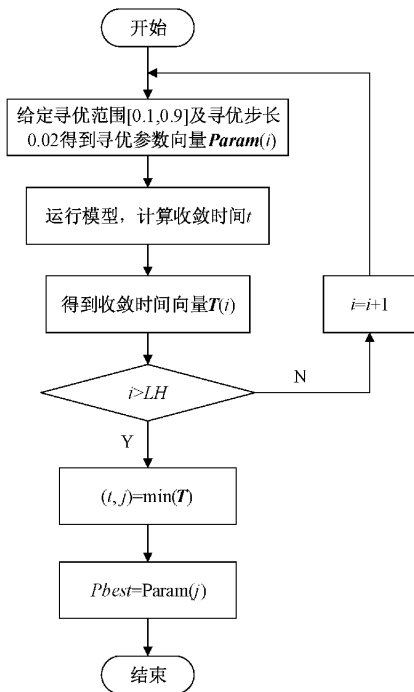 开始
给定寻优范围[0.1,0.9]及寻优步长
0.02得到寻优参数向量Param(i)
运行模型，计算收敛时间t
得到收敛时间向量T(i)
i=i+1
i>LH
N
Y
(t, j)=min(T)
Pbest=Param(j)
结束